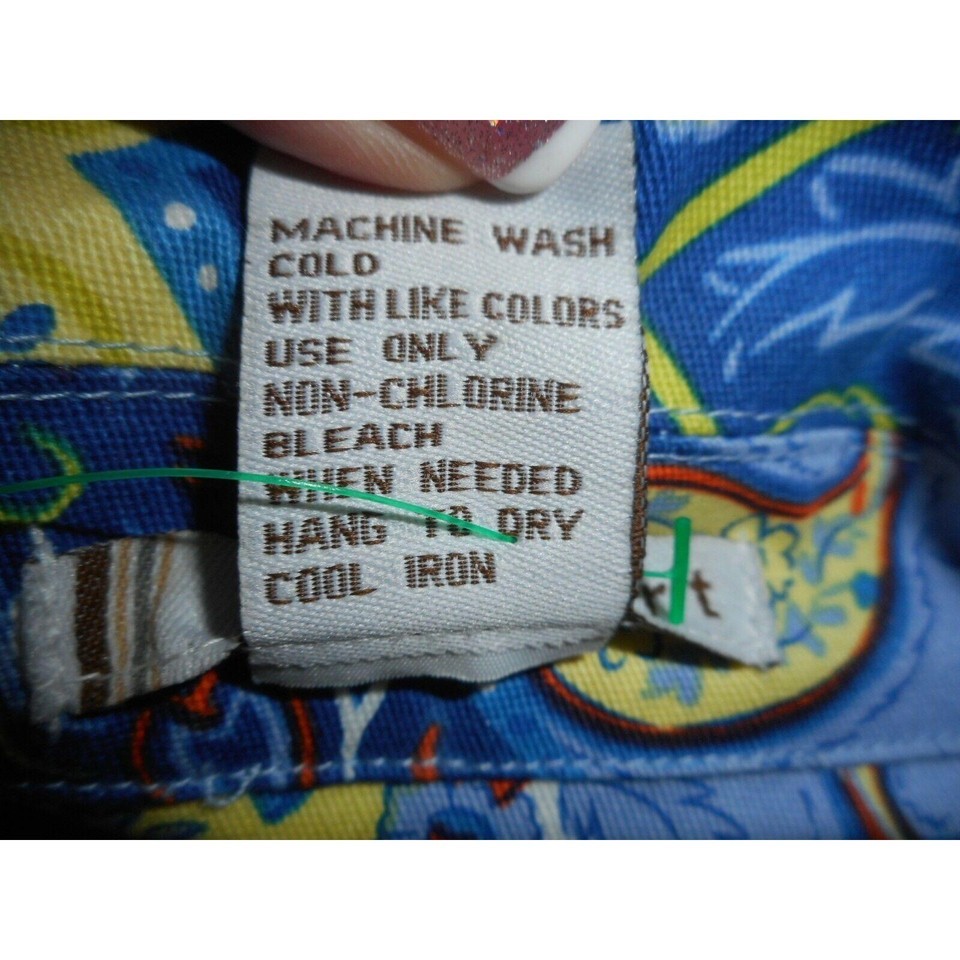 MACHINE WASH
COLD
WITH LIKE COLORS
USE ONLY
NON-CHLORINE
BLEACH
WHEN NEEDED
HANG TO DRY
COOL IRON